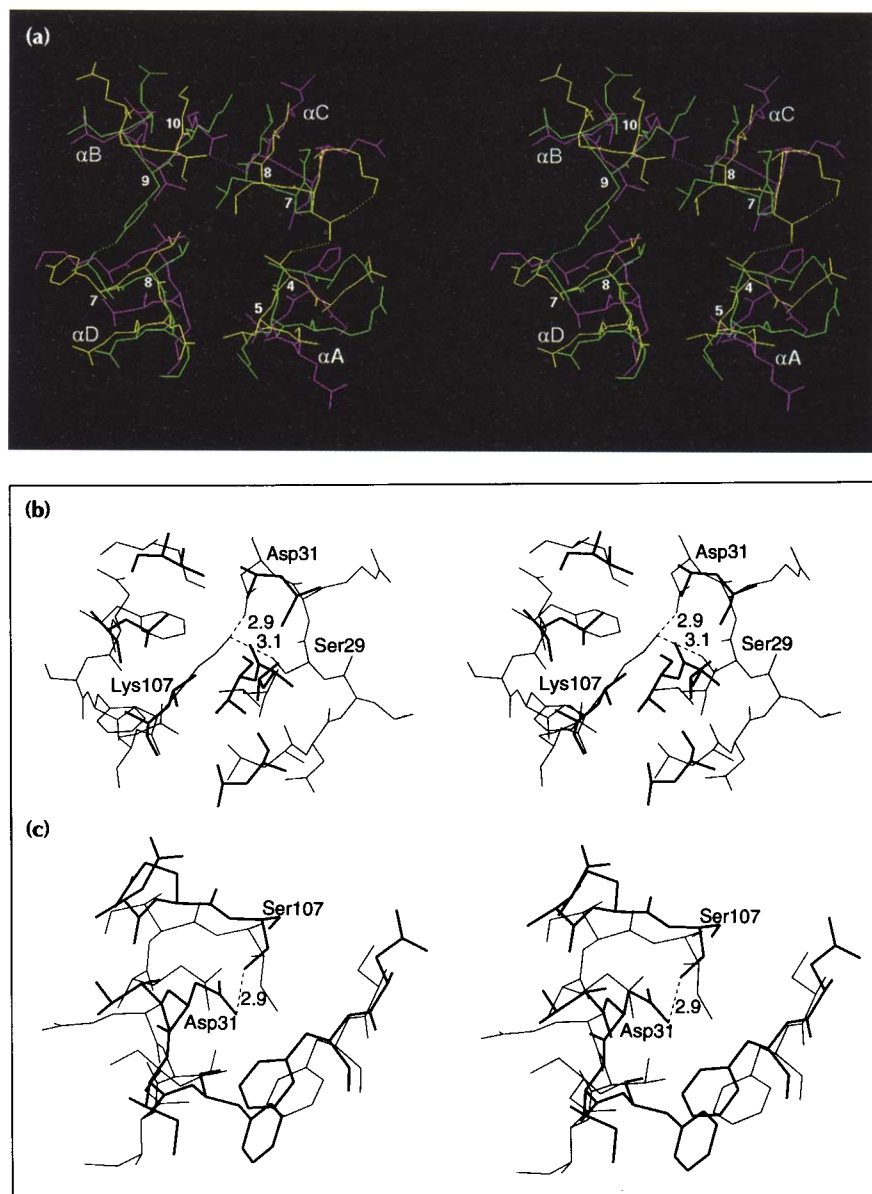 (a)
αC αC
10 10
αB αB
8 8
9 9
7 7
8 4 8 4
7 7
5 5
αD αD
αA αA
(b)
Asp31 Asp31
2.9 2.9
3.1 3.1
Ser29 Ser29
Lys107 Lys107
(c)
Ser107 Ser107
2.9 2.9
Asp31 Asp31